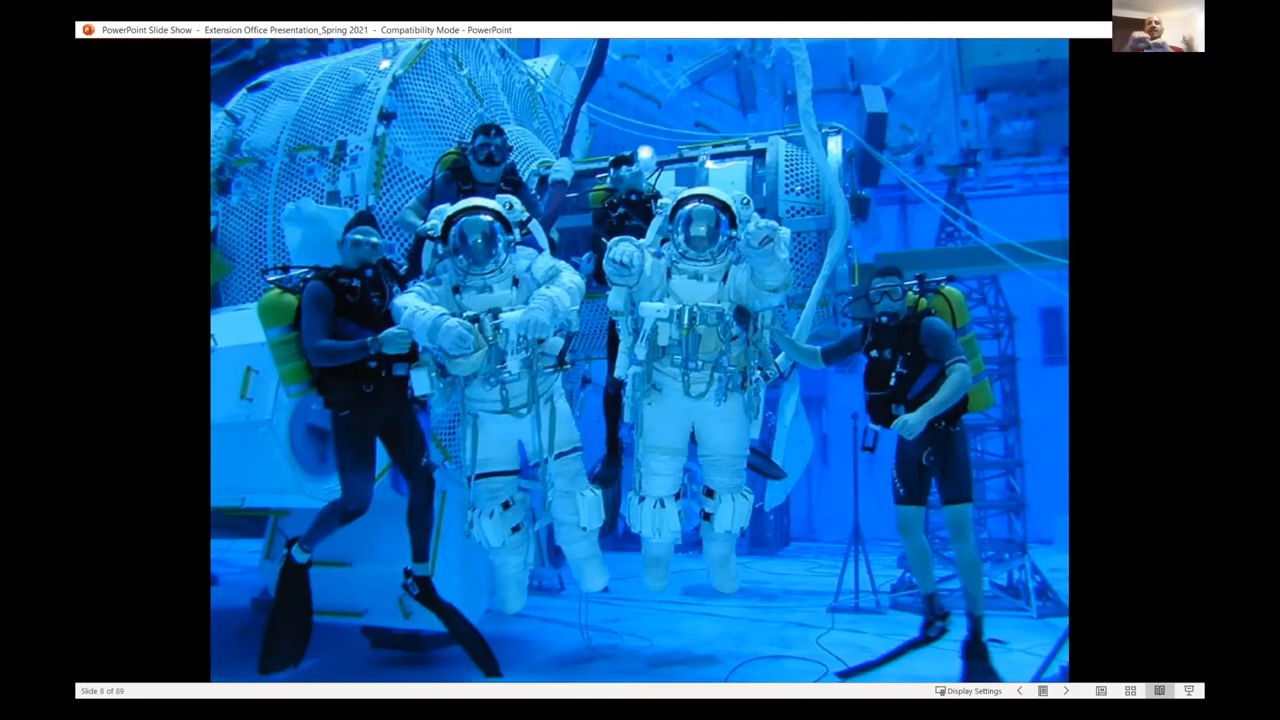 PowerPoint Slide Show - Extension Office Presentation_Spring 2021 - Compatibility Mode - PowerPoint
Slide 8 of 89
Display Settings